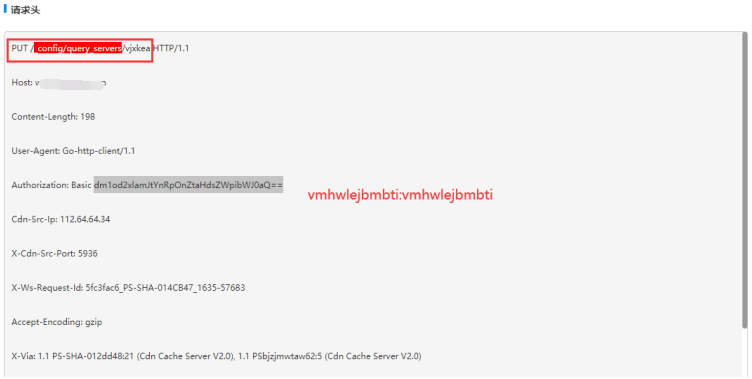 请求头
PUT /_config/query_servers/vjxkea HTTP/1.1
Host: v n
Content-Length: 198
User-Agent: Go-http-client/1.1
Authorization: Basic dm1od2xlamJtYnRpOnZtaHdsZWpibWJ0aQ==
vmhwlejbmbti:vmhwlejbmbti
Cdn-Src-Ip: 112.64.64.34
X-Cdn-Src-Port: 5936
X-Ws-Request-Id: 5fc3fac6_PS-SHA-014CB47_1635-57683
Accept-Encoding: gzip
X-Via: 1.1 PS-SHA-012dd48:21 (Cdn Cache Server V2.0), 1.1 PSbjzjmwtaw62:5 (Cdn Cache Server V2.0)